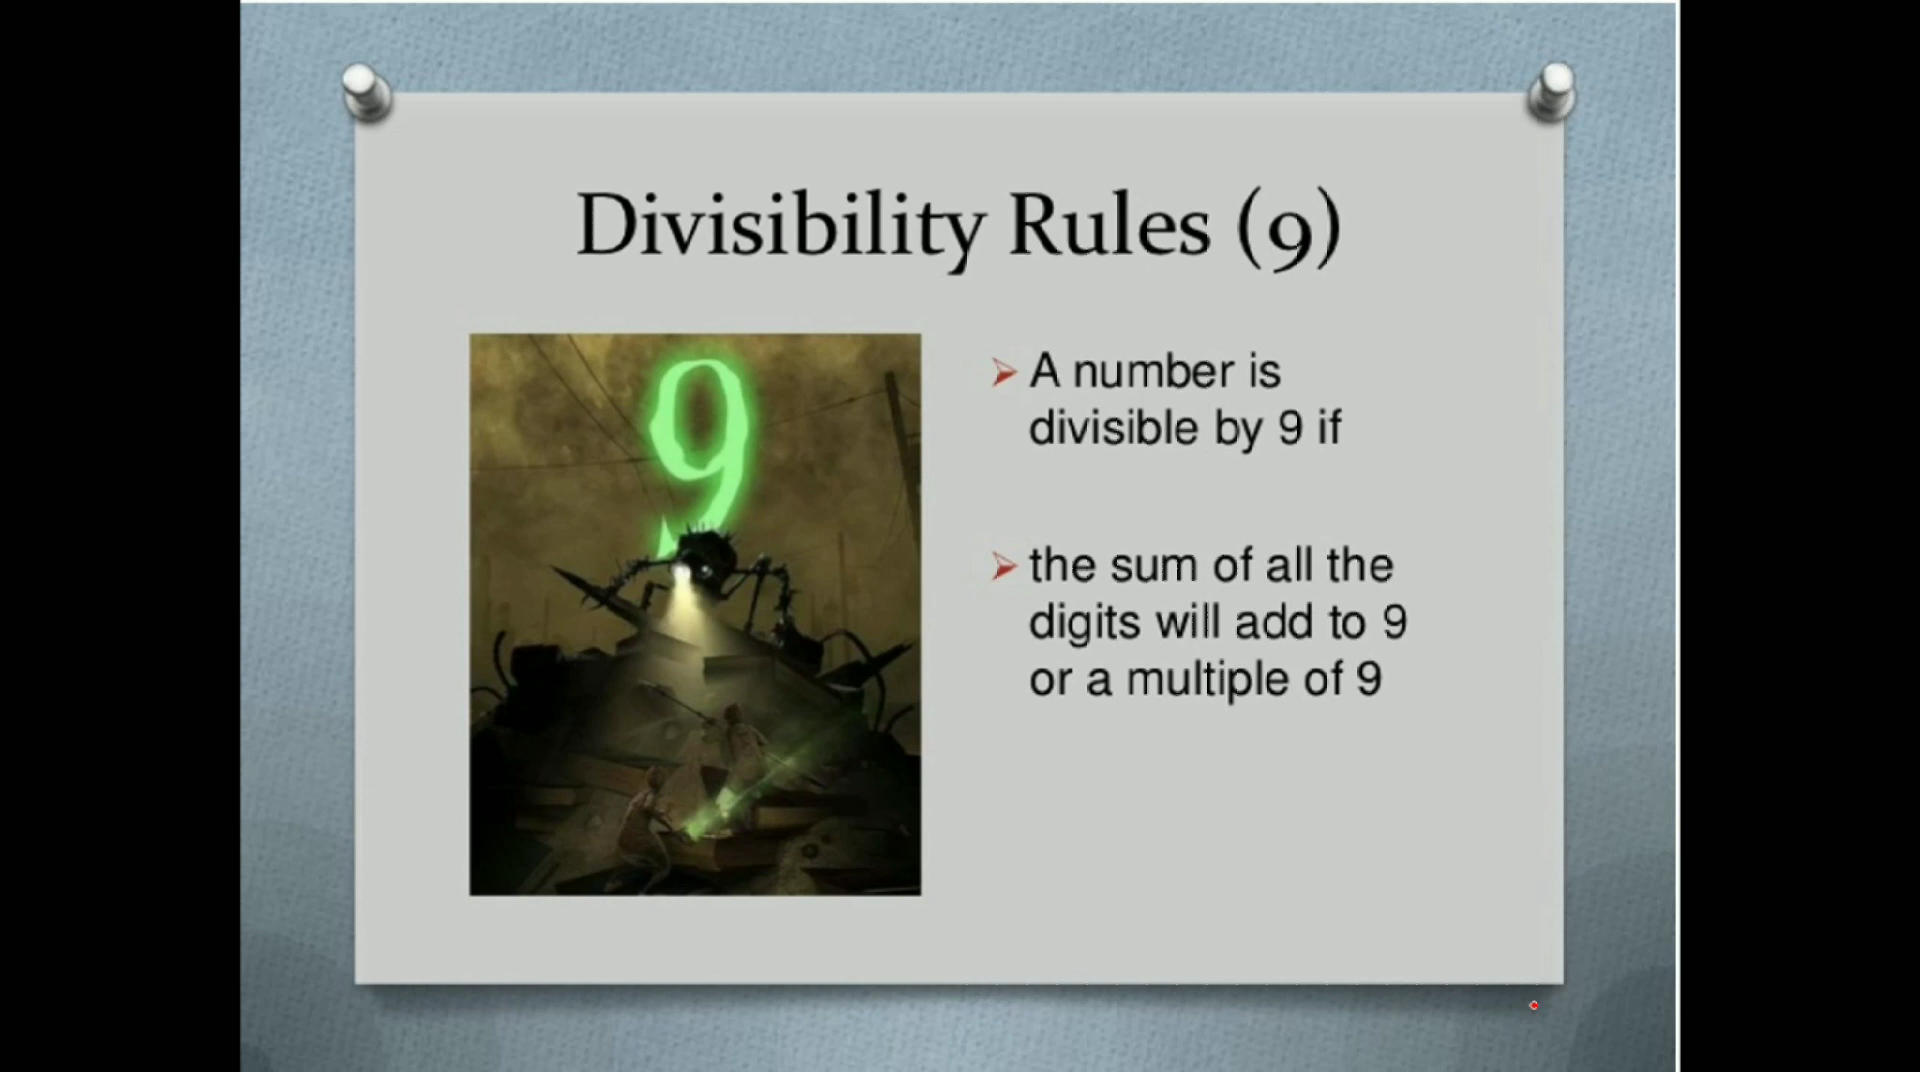 Divisibility Rules (9)
9
A number is
divisible by 9 if
the sum of all the
digits will add to 9
or a multiple of 9